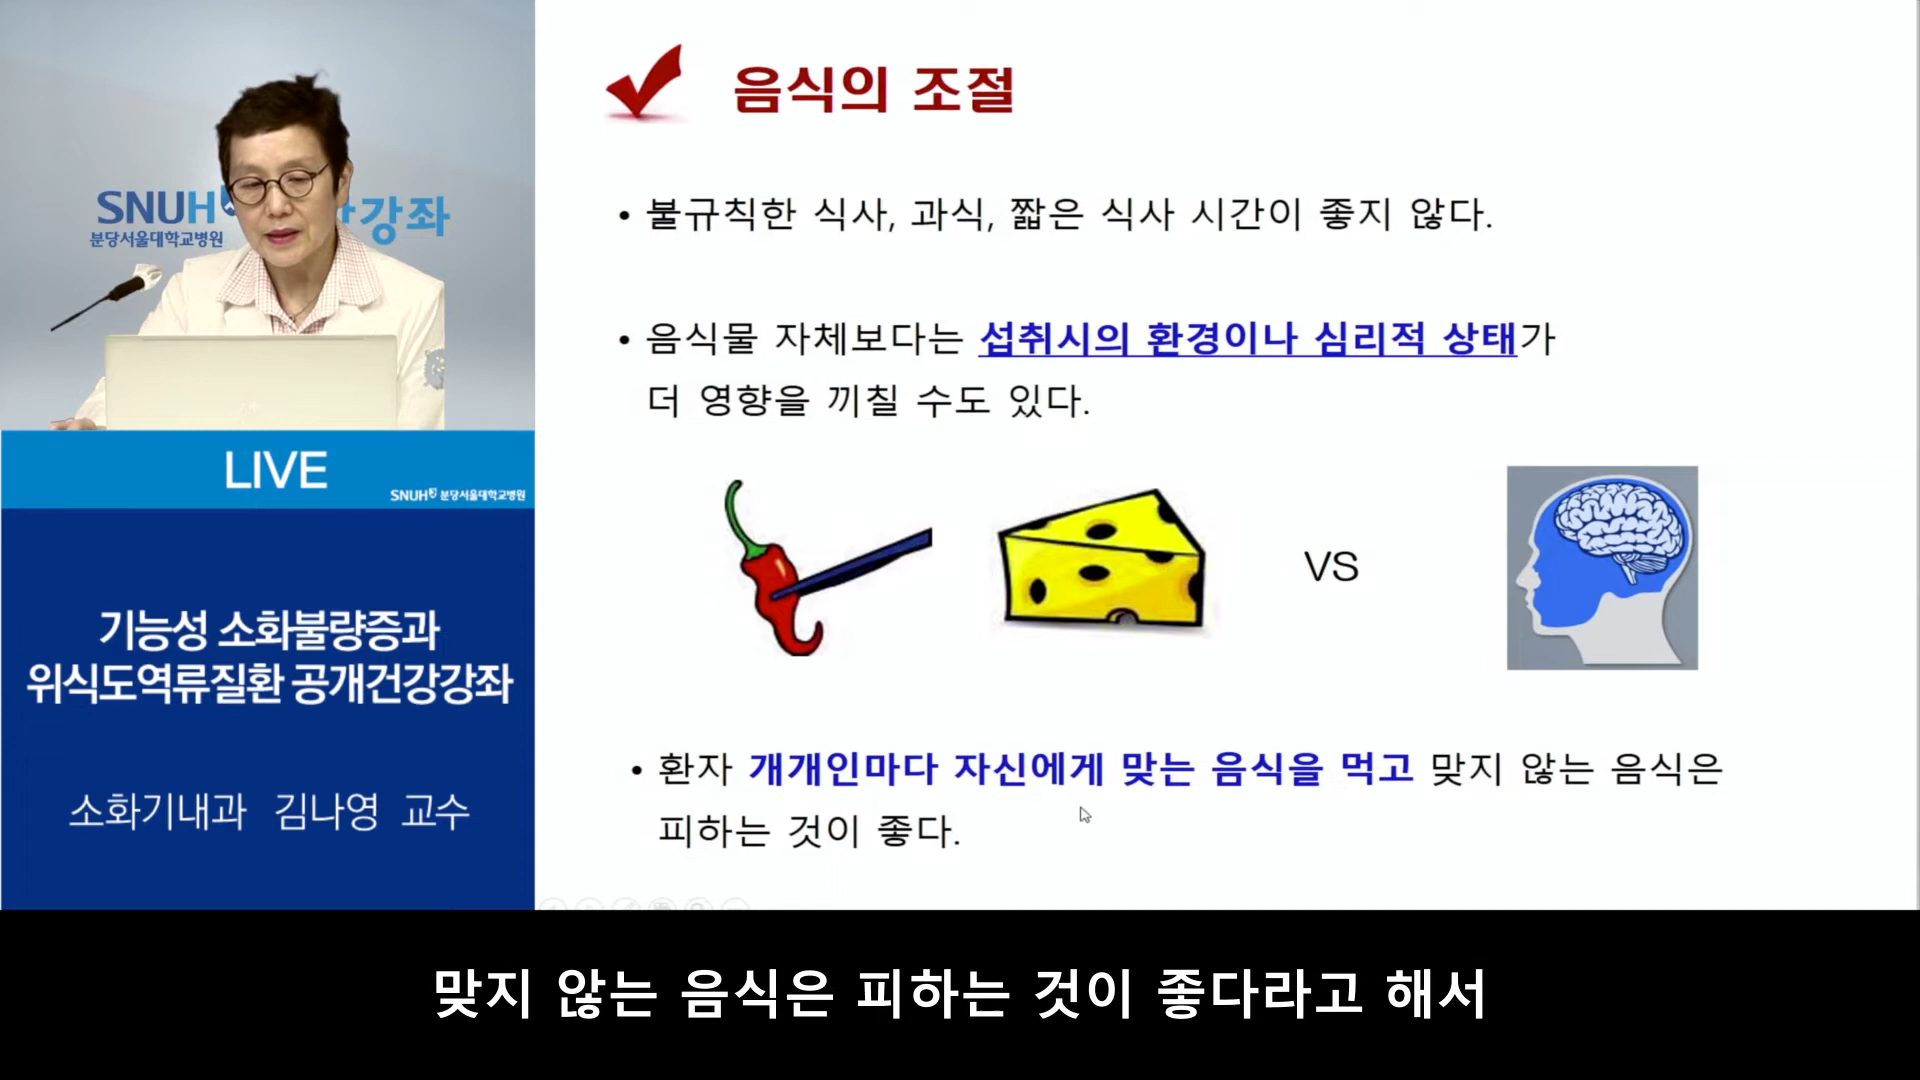 음식의 조절
SNUH
강좌
분당서울대학교병원
• 불규칙한 식사, 과식, 짧은 식사 시간이 좋지 않다.
• 음식물 자체보다는 섭취시의 환경이나 심리적 상태가
더 영향을 끼칠 수도 있다.
LIVE
SNUH 분당서울대학교병원
VS
기능성 소화불량증과
위식도역류질환 공개건강강좌
소화기내과 김나영 교수
• 환자 개개인마다 자신에게 맞는 음식을 먹고 맞지 않는 음식은
피하는 것이 좋다.
맞지 않는 음식은 피하는 것이 좋다라고 해서